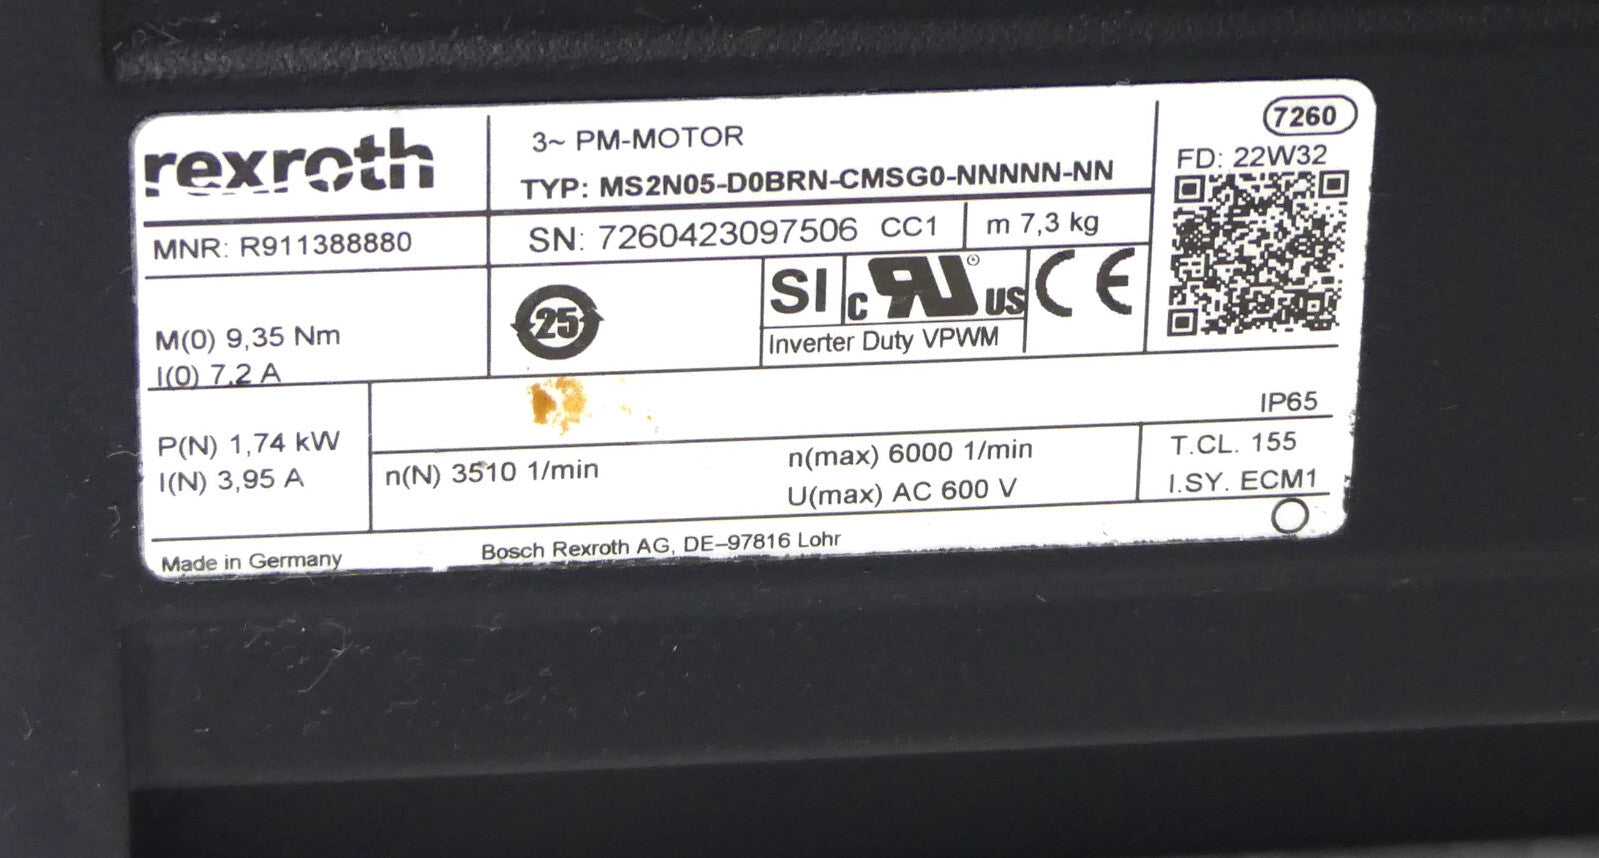 7260
rexroth
3~ PM-MOTOR
FD: 22W32
TYP: MS2N05-D0BRN-CMSG0-NNNNN-NN
MNR: R911388880
SN: 7260423097506 CC1
m 7,3 kg
25
SI
c RU US
CE
Inverter Duty VPWM
M(0) 9,35 Nm
I(0) 7,2 A
IP65
P(N) 1,74 kW
I(N) 3,95 A
n(N) 3510 1/min
n(max) 6000 1/min
U(max) AC 600 V
T.CL. 155
I.SY. ECM1
Made in Germany
Bosch Rexroth AG, DE–97816 Lohr